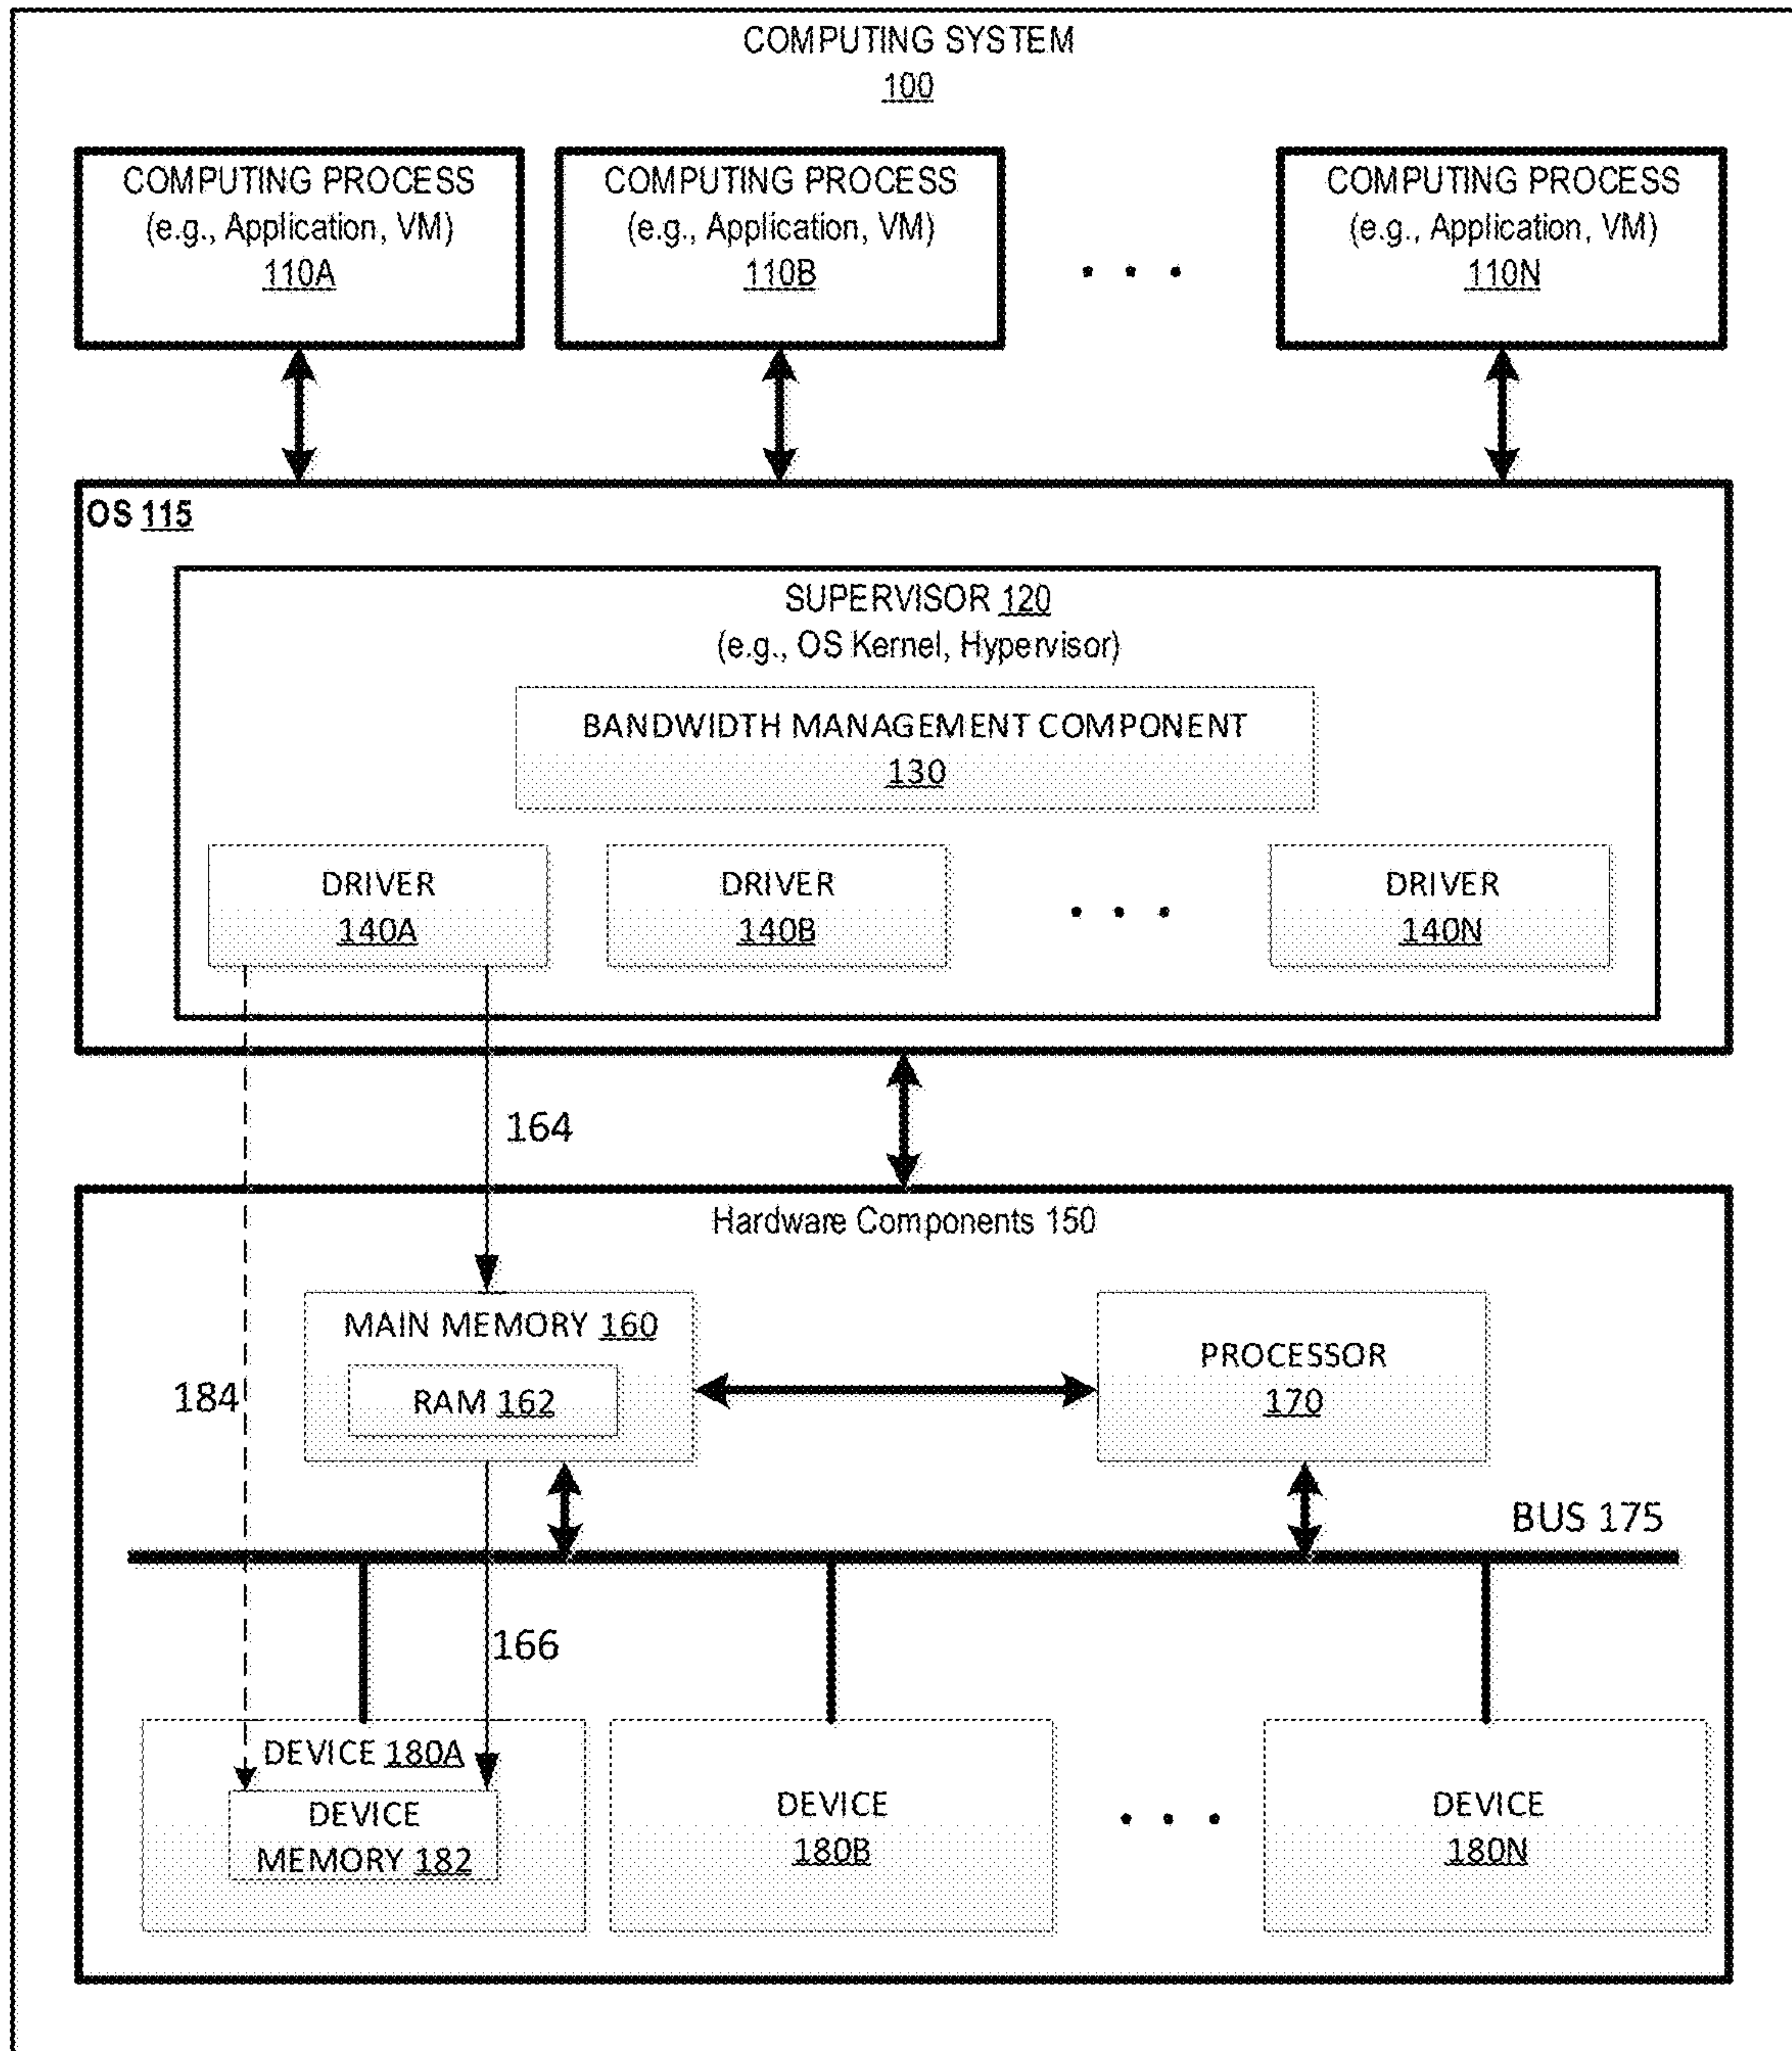 COMPUTING SYSTEM
100
COMPUTING PROCESS
(e.g., Application, VM)
110A
COMPUTING PROCESS
(e.g., Application, VM)
110B
. . .
COMPUTING PROCESS
(e.g., Application, VM)
110N
OS 115
SUPERVISOR 120
(e.g., OS Kernel, Hypervisor)
BANDWIDTH MANAGEMENT COMPONENT
130
DRIVER
140A
DRIVER
140B
. . .
DRIVER
140N
164
Hardware Components 150
MAIN MEMORY 160
RAM 162
PROCESSOR
170
184
BUS 175
166
DEVICE 180A
DEVICE
MEMORY 182
DEVICE
180B
. . .
DEVICE
180N